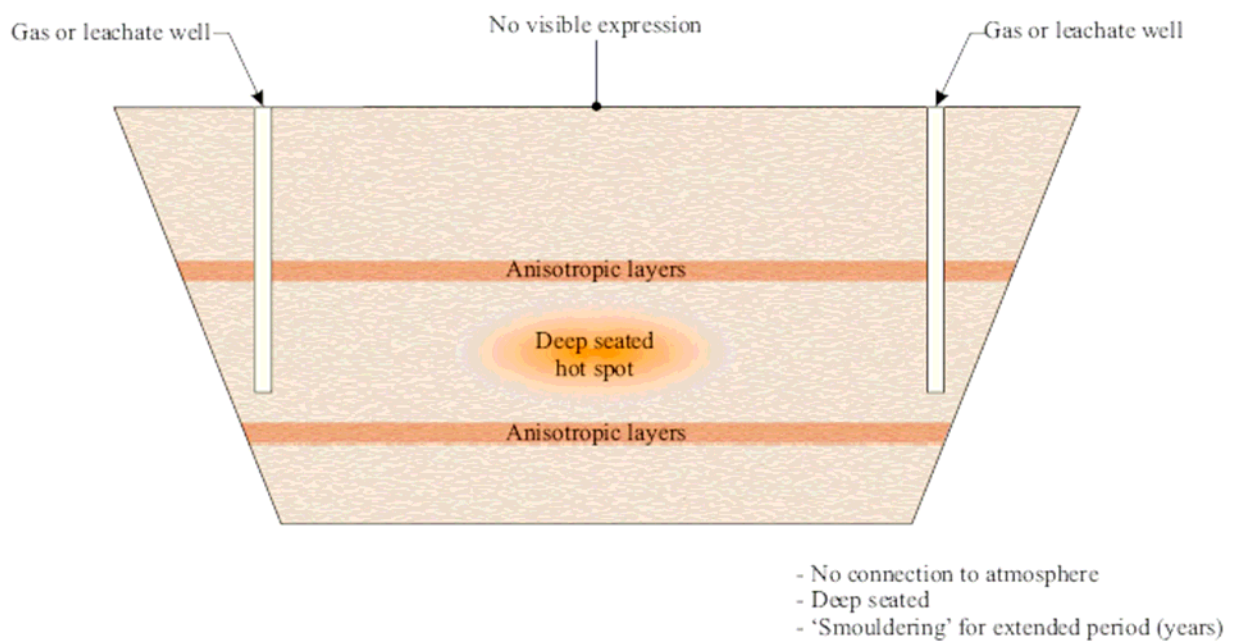 Gas or leachate well
No visible expression
Gas or leachate well
Anisotropic layers
Deep seated
hot spot
Anisotropic layers
- No connection to atmosphere
- Deep seated
- ‘Smouldering’ for extended period (years)